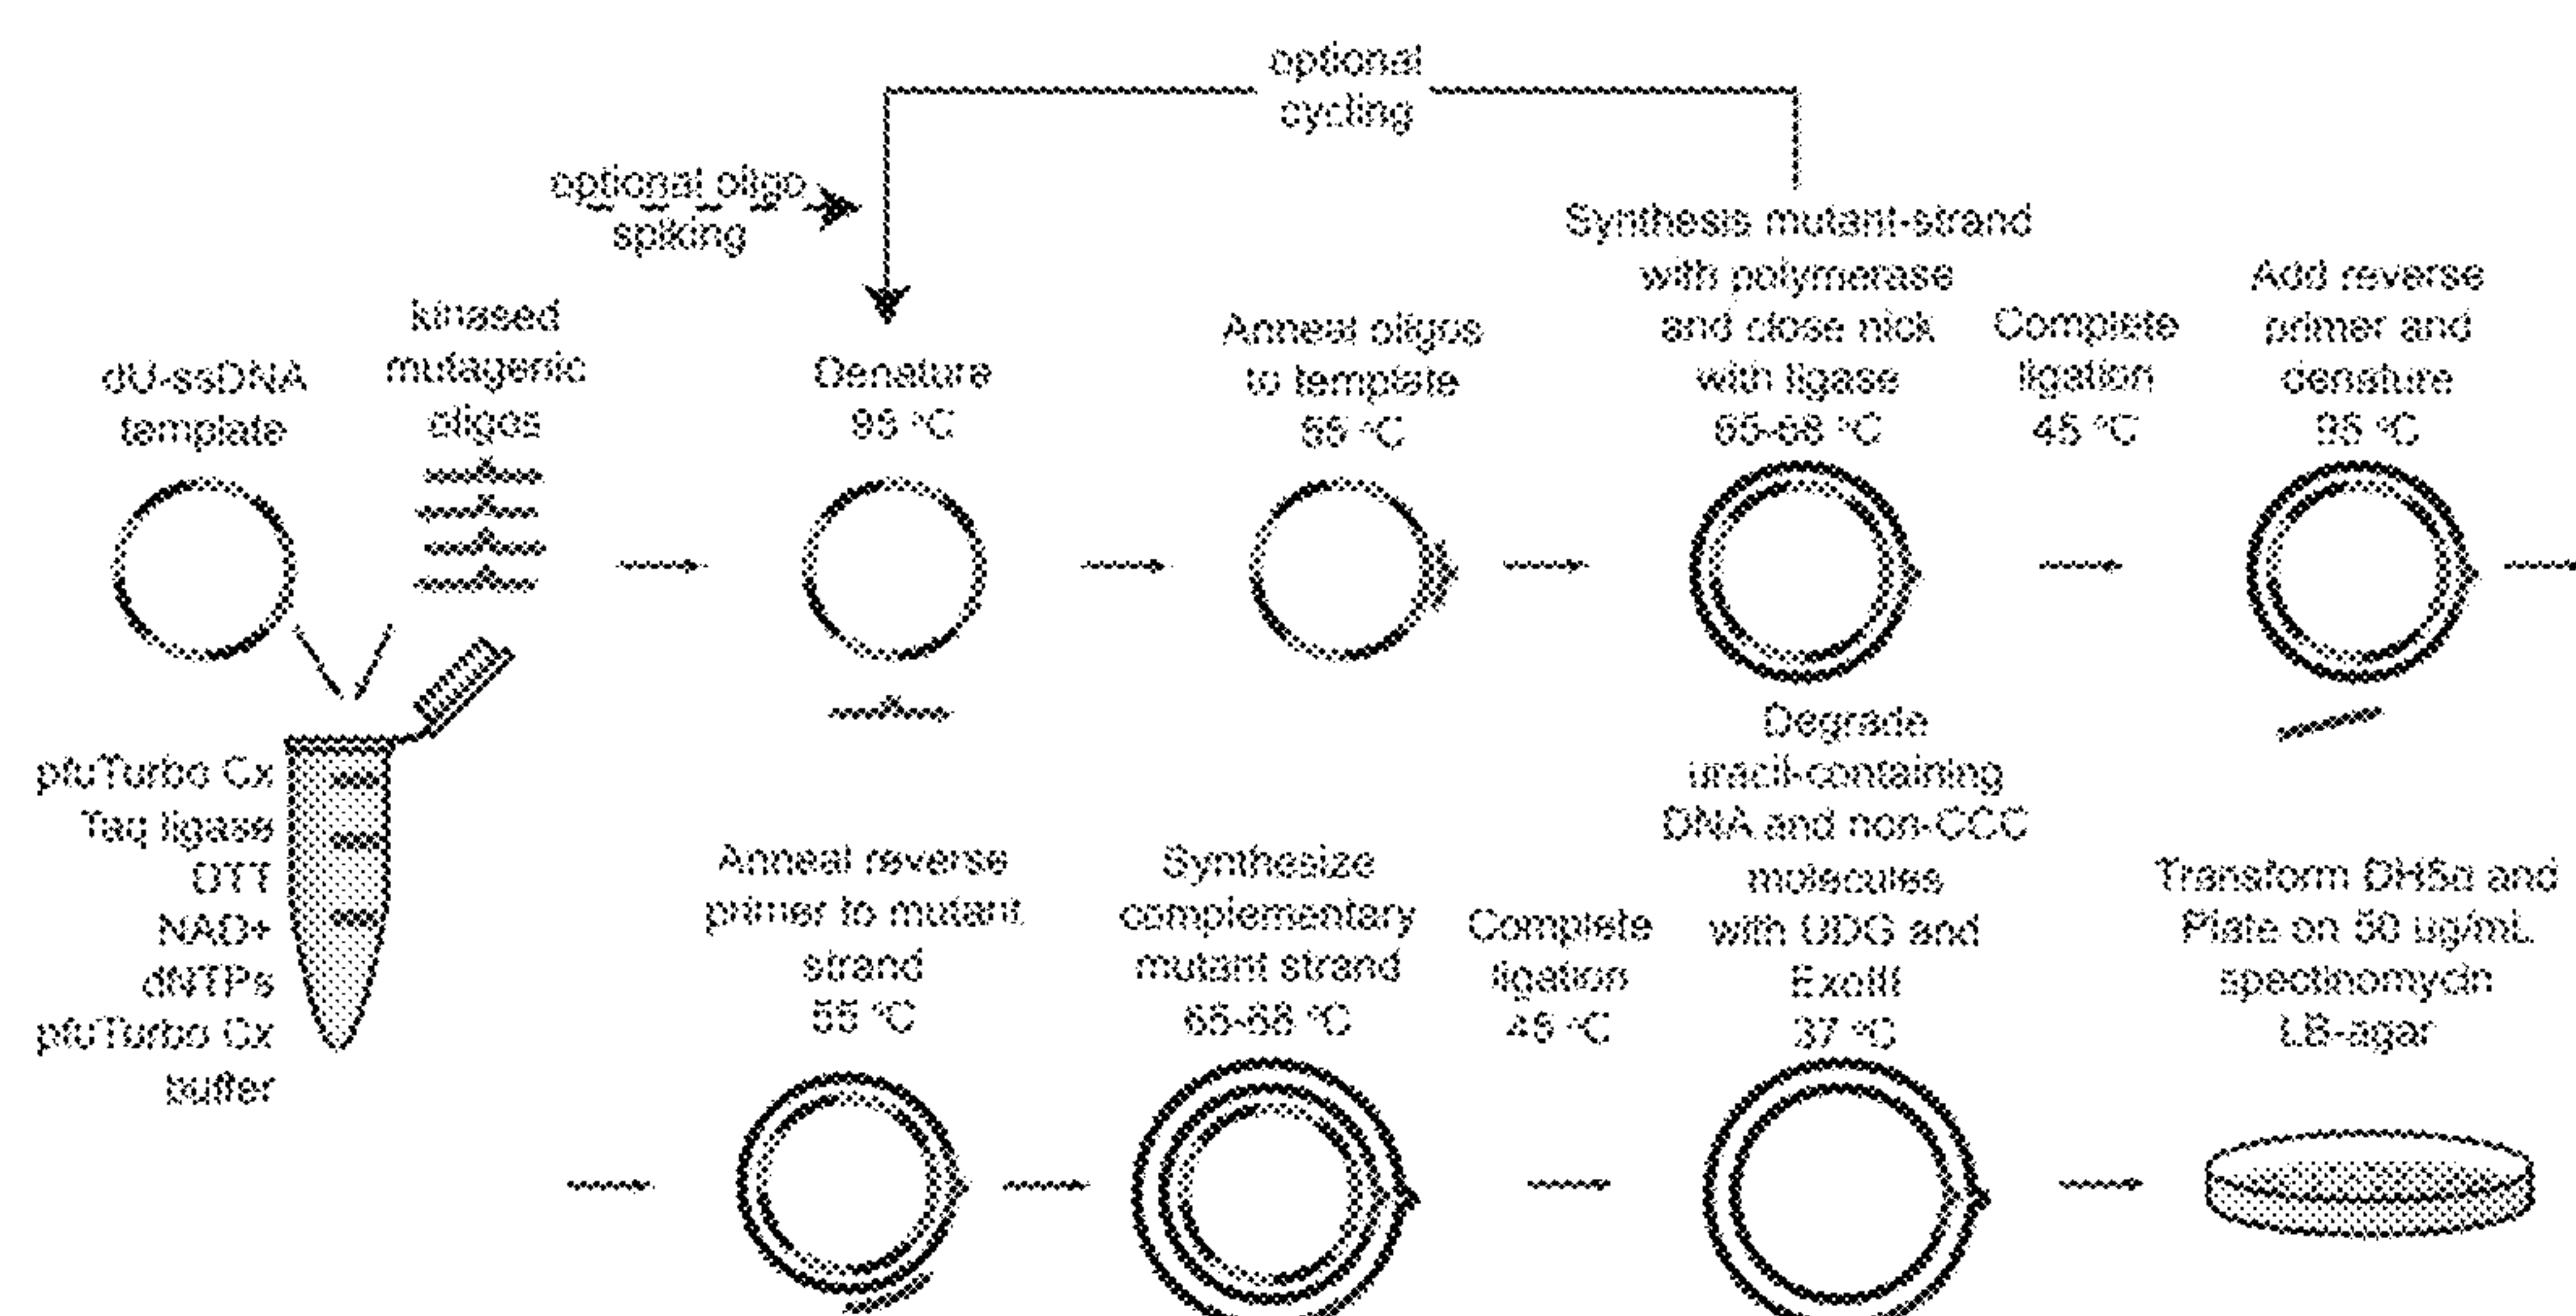 optional
cycling
optional oligo
spiking
dU-ssDNA
template
kinased
mutagenic
oligos
Denature
95 °C
Anneal oligos
to template
55 °C
Synthesis mutant-strand
with polymerase
and close nick
with ligase
65-68 °C
Complete
ligation
45 °C
Add reverse
primer and
denature
95 °C
pfuTurbo Cx
Taq ligase
DTT
NAD+
dNTPs
pfuTurbo Cx
buffer
Anneal reverse
primer to mutant
strand
55 °C
Synthesize
complementary
mutant strand
65-68 °C
Complete
ligation
45 °C
Degrade
uracil-containing
DNA and non-CCC
molecules
with UDG and
ExoIII
37 °C
Transform DH5α and
Plate on 50 ug/mL
spectinomycin
LB-agar